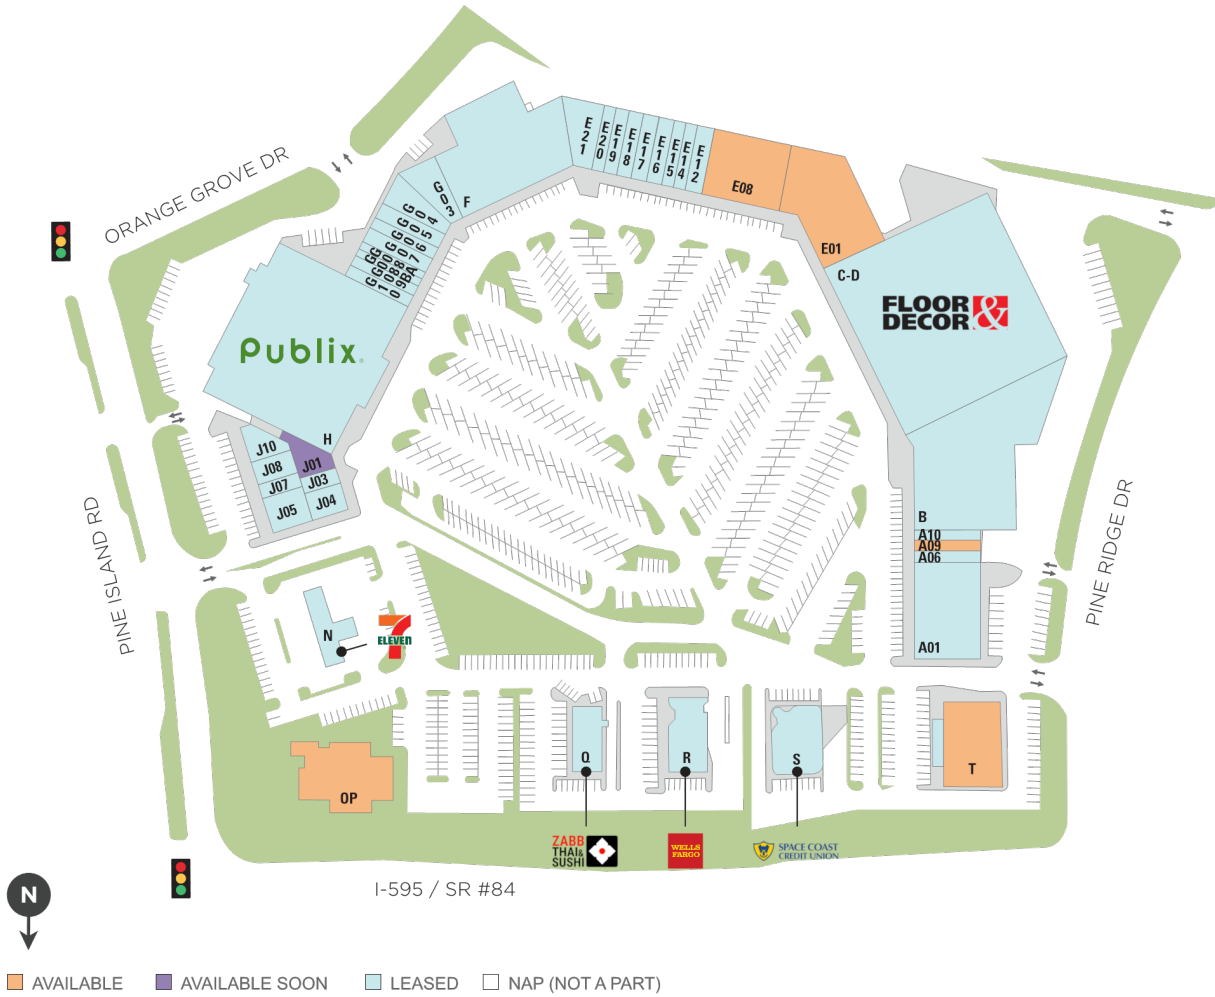 ORANGE GROVE DR
E21
E20
E19
E18
E17
E16
E15
E14
E12
E08
E01
F
G03
G04
G05
G06
G07
G08A
G08B
G09
G10
C-D
FLOOR
& DECOR
Publix
H
J10
J08
J07
J05
J01
J03
J04
B
A10
A09
A06
A01
PINE ISLAND RD
PINE RIDGE DR
N
7
ELEVEN
OP
Q
R
S
T
ZABB
THAI&
SUSHI
WELLS
FARGO
SPACE COAST
CREDIT UNION
I-595 / SR #84
N
AVAILABLE
AVAILABLE SOON
LEASED
NAP (NOT A PART)